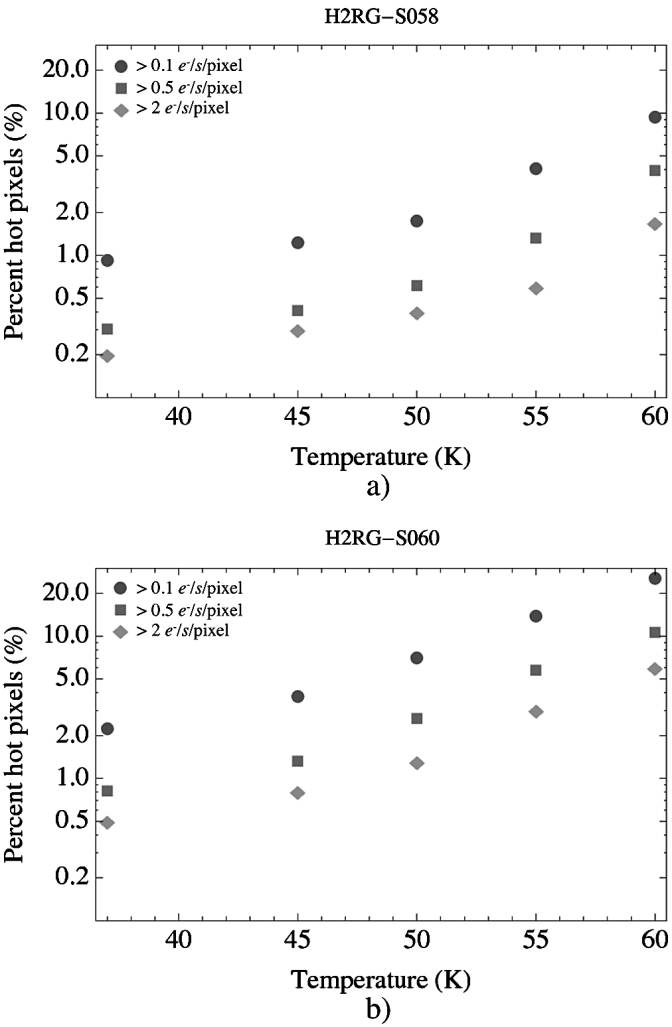 H2RG−S058
> 0.1 e-/s/pixel
> 0.5 e-/s/pixel
> 2 e-/s/pixel
20.0
10.0
5.0
2.0
1.0
0.5
0.2
Percent hot pixels (%)
40 45 50 55 60
Temperature (K)
a)
H2RG−S060
> 0.1 e-/s/pixel
> 0.5 e-/s/pixel
> 2 e-/s/pixel
20.0
10.0
5.0
2.0
1.0
0.5
0.2
Percent hot pixels (%)
40 45 50 55 60
Temperature (K)
b)